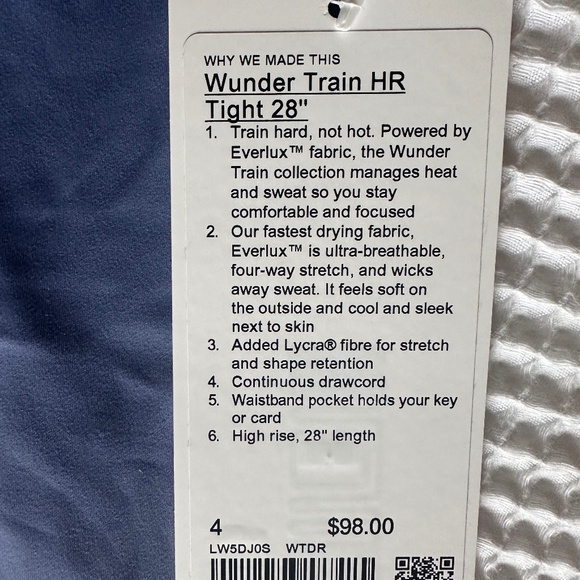 WHY WE MADE THIS
Wunder Train HR
Tight 28"
1. Train hard, not hot. Powered by
Everlux™ fabric, the Wunder
Train collection manages heat
and sweat so you stay
comfortable and focused
2. Our fastest drying fabric,
Everlux™ is ultra-breathable,
four-way stretch, and wicks
away sweat. It feels soft on
the outside and cool and sleek
next to skin
3. Added Lycra® fibre for stretch
and shape retention
4. Continuous drawcord
5. Waistband pocket holds your key
or card
6. High rise, 28" length
4 $98.00
LW5DJ0S WTDR